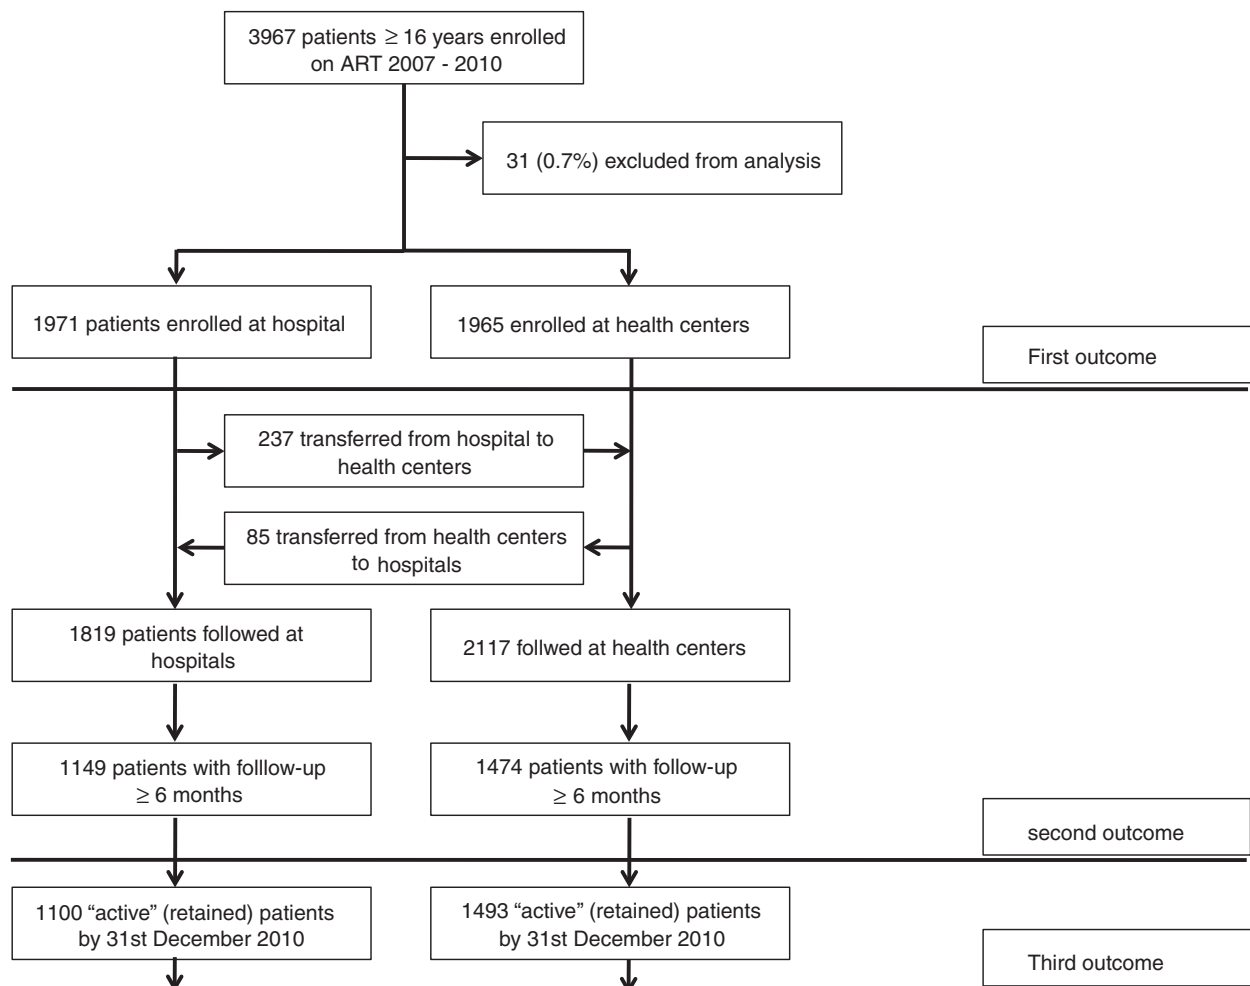 3967 patients ≥ 16 years enrolled
on ART 2007 - 2010
31 (0.7%) excluded from analysis
1971 patients enrolled at hospital
1965 enrolled at health centers
First outcome
237 transferred from hospital to
health centers
85 transferred from health centers
to hospitals
1819 patients followed at
hospitals
2117 follwed at health centers
1149 patients with folllow-up
≥ 6 months
1474 patients with follow-up
≥ 6 months
second outcome
1100 “active” (retained) patients
by 31st December 2010
1493 “active” (retained) patients
by 31st December 2010
Third outcome